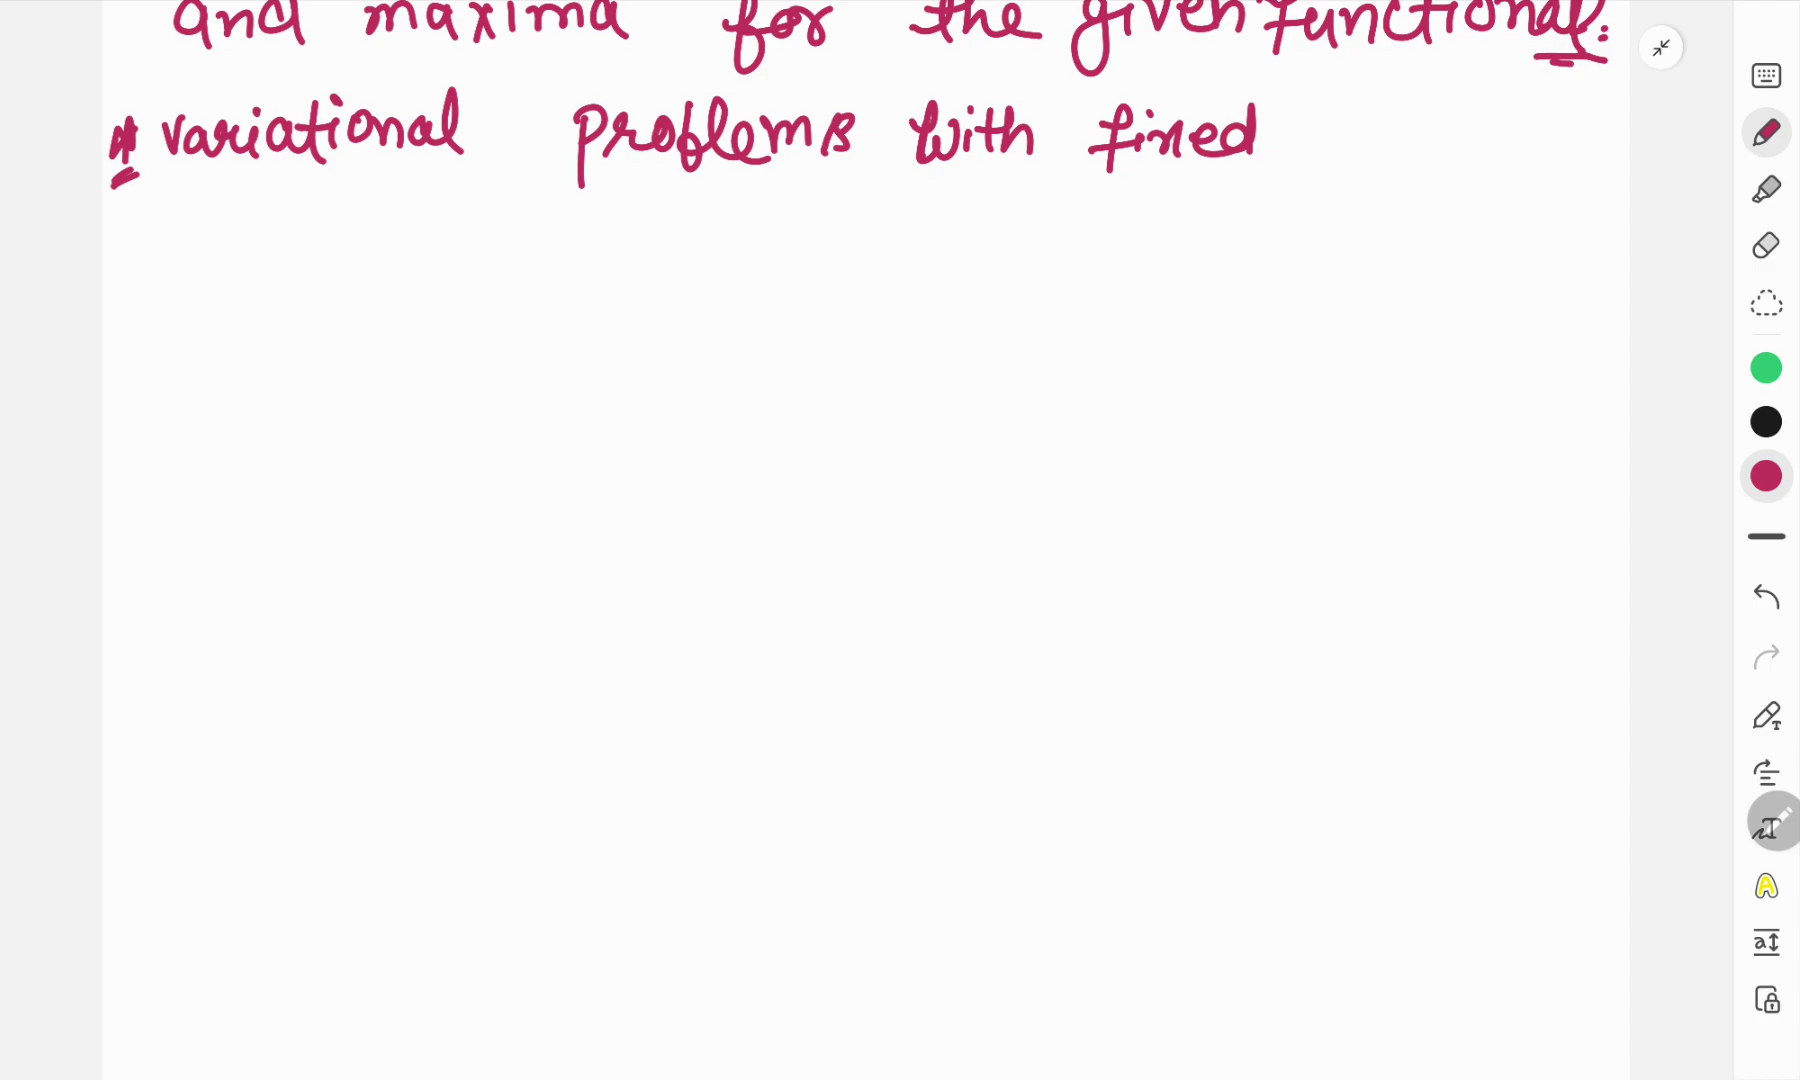 and maxima for the given functional:
* variational problems with fixed